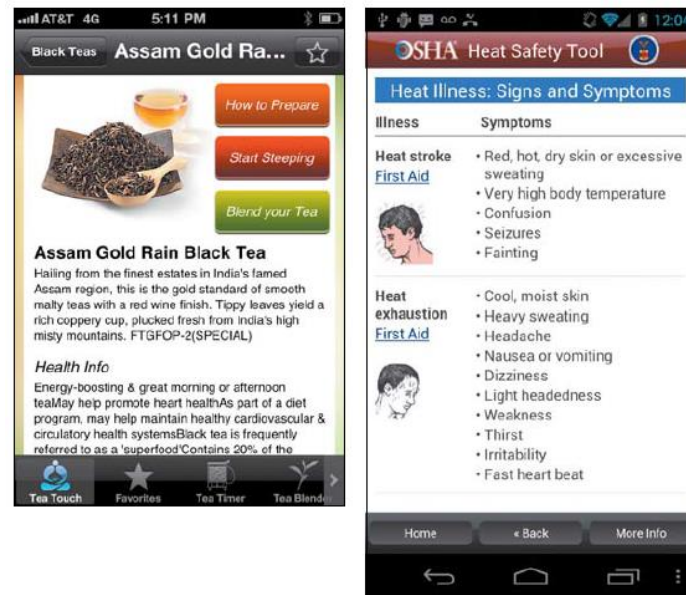 AT&T 4G 5:11 PM
Black Teas Assam Gold Ra... 
How to Prepare
Start Steeping
Blend your Tea
Assam Gold Rain Black Tea
Hailing from the finest estates in India's famed
Assam region, this is the gold standard of smooth
malty teas with a red wine finish. Tippy leaves yield a
rich coppery cup, plucked fresh from India's high
misty mountains. FTGFOP-2(SPECIAL)
Health Info
Energy-boosting & great morning or afternoon
teaMay help promote heart healthAs part of a diet
program, may help maintain healthy cardiovascular &
circulatory health systemsBlack tea is frequently
referred to as a 'superfood'Contains 20% of the
Tea Touch Favorites Tea Timer Tea Blend
12:04
OSHA Heat Safety Tool
Heat Illness: Signs and Symptoms
Illness Symptoms
Heat stroke
First Aid
• Red, hot, dry skin or excessive
sweating
• Very high body temperature
• Confusion
• Seizures
• Fainting
Heat
exhaustion
First Aid
• Cool, moist skin
• Heavy sweating
• Headache
• Nausea or vomiting
• Dizziness
• Light headedness
• Weakness
• Thirst
• Irritability
• Fast heart beat
Home « Back More Info